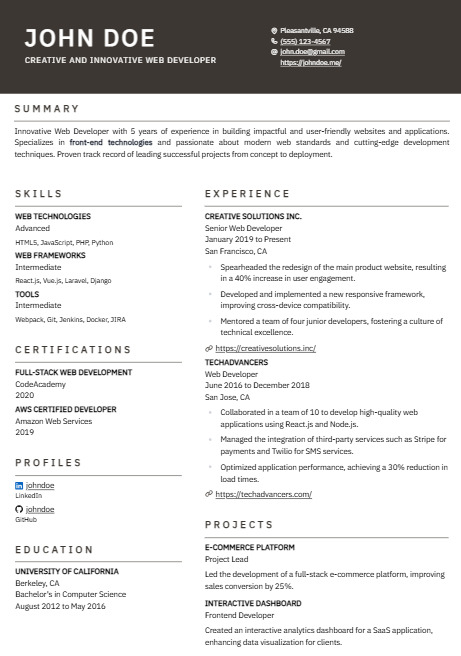 JOHN DOE
CREATIVE AND INNOVATIVE WEB DEVELOPER
Pleasantville, CA 94588
(555) 123-4567
john.doe@gmail.com
https://johndoe.me/
SUMMARY
Innovative Web Developer with 5 years of experience in building impactful and user-friendly websites and applications.
Specializes in front-end technologies and passionate about modern web standards and cutting-edge development
techniques. Proven track record of leading successful projects from concept to deployment.
SKILLS
WEB TECHNOLOGIES
Advanced
HTML5, JavaScript, PHP, Python
WEB FRAMEWORKS
Intermediate
React.js, Vue.js, Laravel, Django
TOOLS
Intermediate
Webpack, Git, Jenkins, Docker, JIRA
CERTIFICATIONS
FULL-STACK WEB DEVELOPMENT
CodeAcademy
2020
AWS CERTIFIED DEVELOPER
Amazon Web Services
2019
PROFILES
johndoe
LinkedIn
johndoe
GitHub
EDUCATION
UNIVERSITY OF CALIFORNIA
Berkeley, CA
Bachelor's in Computer Science
August 2012 to May 2016
EXPERIENCE
CREATIVE SOLUTIONS INC.
Senior Web Developer
January 2019 to Present
San Francisco, CA
Spearheaded the redesign of the main product website, resulting
in a 40% increase in user engagement.
Developed and implemented a new responsive framework,
improving cross-device compatibility.
Mentored a team of four junior developers, fostering a culture of
technical excellence.
https://creativesolutions.inc/
TECHADVANCERS
Web Developer
June 2016 to December 2018
San Jose, CA
Collaborated in a team of 10 to develop high-quality web
applications using React.js and Node.js.
Managed the integration of third-party services such as Stripe for
payments and Twilio for SMS services.
Optimized application performance, achieving a 30% reduction in
load times.
https://techadvancers.com/
PROJECTS
E-COMMERCE PLATFORM
Project Lead
Led the development of a full-stack e-commerce platform, improving
sales conversion by 25%.
INTERACTIVE DASHBOARD
Frontend Developer
Created an interactive analytics dashboard for a SaaS application,
enhancing data visualization for clients.